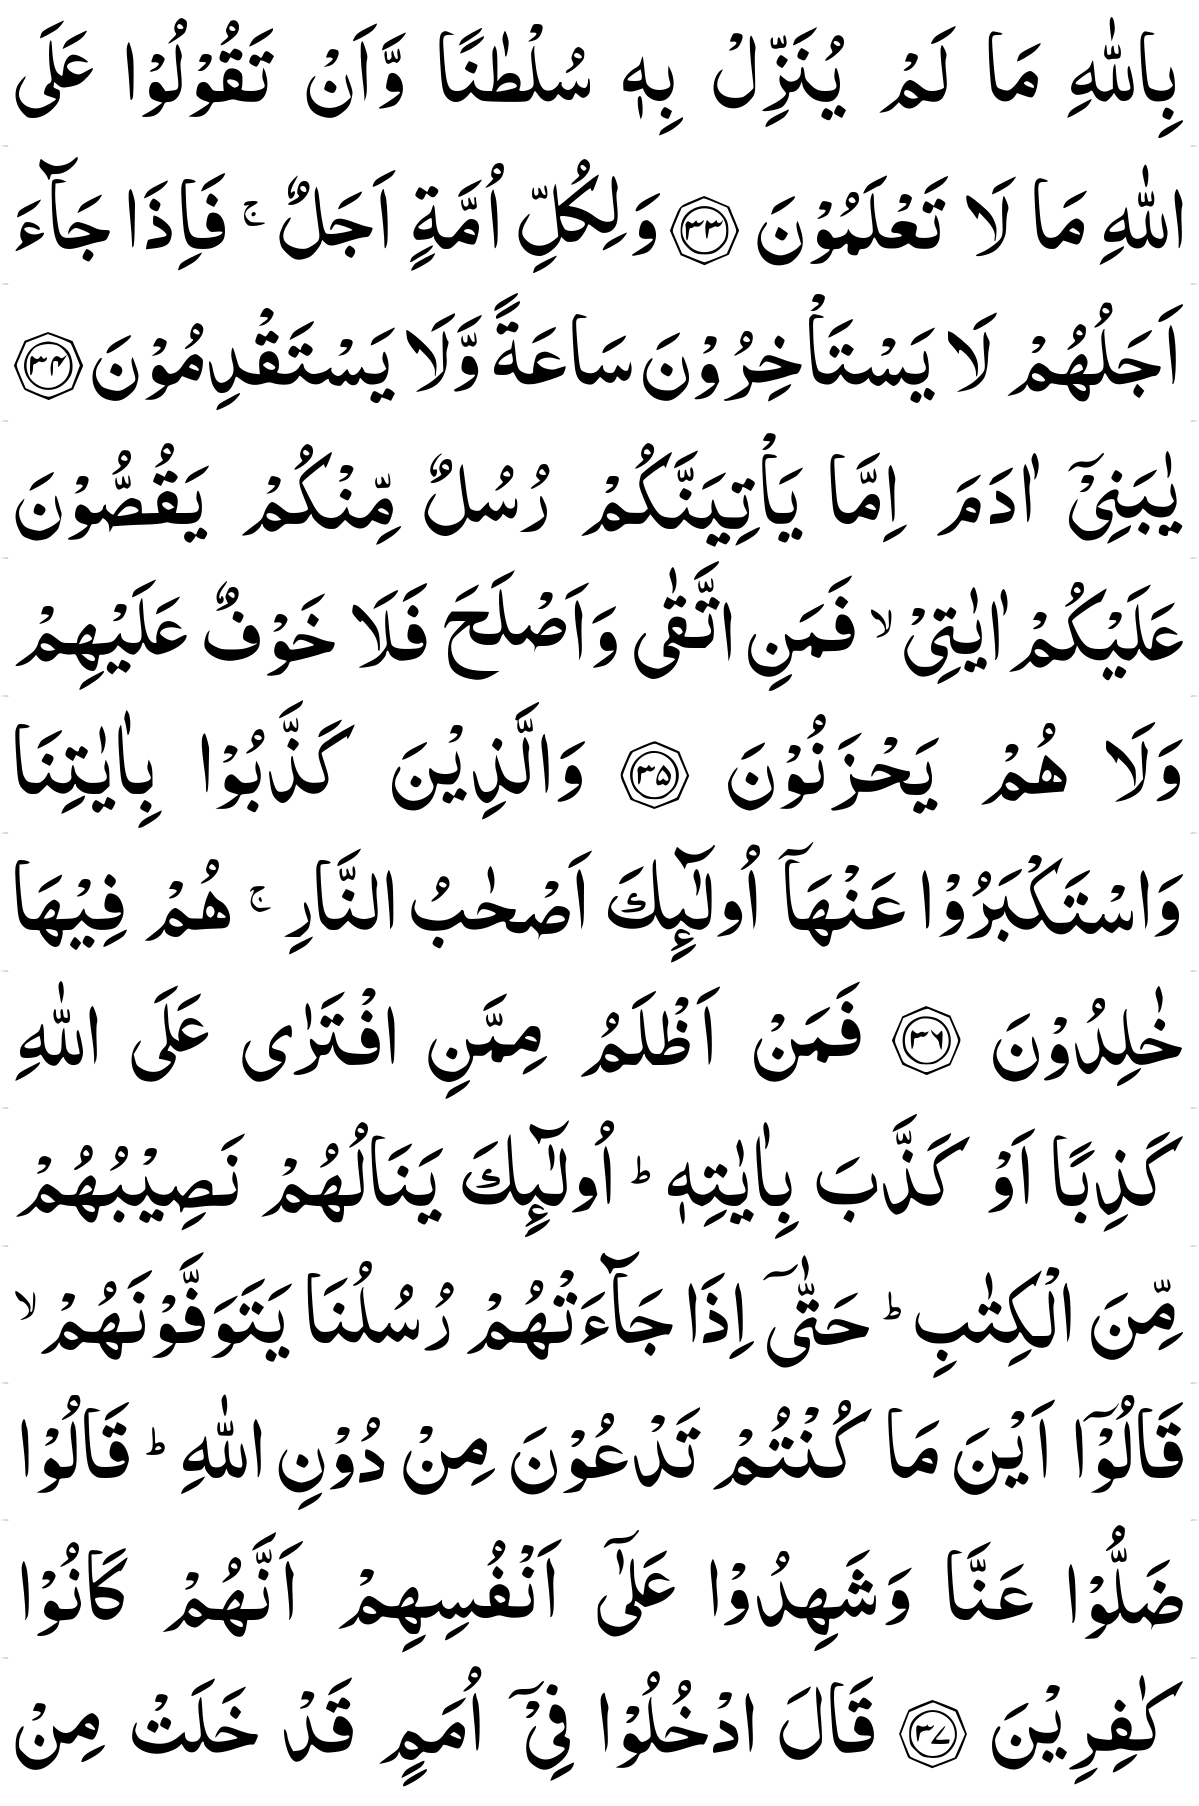 بِاللّٰهِ مَا لَمْ يُنَزِّلْ بِهٖ سُلْطٰنًا وَّاَنْ تَقُوْلُوْا عَلَى
اللّٰهِ مَا لَا تَعْلَمُوْنَ ۝۳۳ وَلِكُلِّ اُمَّةٍ اَجَلٌ ۚ فَاِذَا جَآءَ
اَجَلُهُمْ لَا يَسْتَاْخِرُوْنَ سَاعَةً وَّلَا يَسْتَقْدِمُوْنَ ۝۳۴
يٰبَنِيْۤ اٰدَمَ اِمَّا يَاْتِيَنَّكُمْ رُسُلٌ مِّنْكُمْ يَقُصُّوْنَ
عَلَيْكُمْ اٰيٰتِيْ ۙ فَمَنِ اتَّقٰى وَاَصْلَحَ فَلَا خَوْفٌ عَلَيْهِمْ
وَلَا هُمْ يَحْزَنُوْنَ ۝۳۵ وَالَّذِيْنَ كَذَّبُوْا بِاٰيٰتِنَا
وَاسْتَكْبَرُوْا عَنْهَاۤ اُولٰٓئِكَ اَصْحٰبُ النَّارِ ۚ هُمْ فِيْهَا
خٰلِدُوْنَ ۝۳۶ فَمَنْ اَظْلَمُ مِمَّنِ افْتَرٰى عَلَى اللّٰهِ
كَذِبًا اَوْ كَذَّبَ بِاٰيٰتِهٖ ؕ اُولٰٓئِكَ يَنَالُهُمْ نَصِيْبُهُمْ
مِّنَ الْكِتٰبِ ؕ حَتّٰىۤ اِذَا جَآءَتْهُمْ رُسُلُنَا يَتَوَفَّوْنَهُمْ ۙ
قَالُوْۤا اَيْنَ مَا كُنْتُمْ تَدْعُوْنَ مِنْ دُوْنِ اللّٰهِ ؕ قَالُوْا
ضَلُّوْا عَنَّا وَشَهِدُوْا عَلٰۤى اَنْفُسِهِمْ اَنَّهُمْ كَانُوْا
كٰفِرِيْنَ ۝۳۷ قَالَ ادْخُلُوْا فِيْۤ اُمَمٍ قَدْ خَلَتْ مِنْ